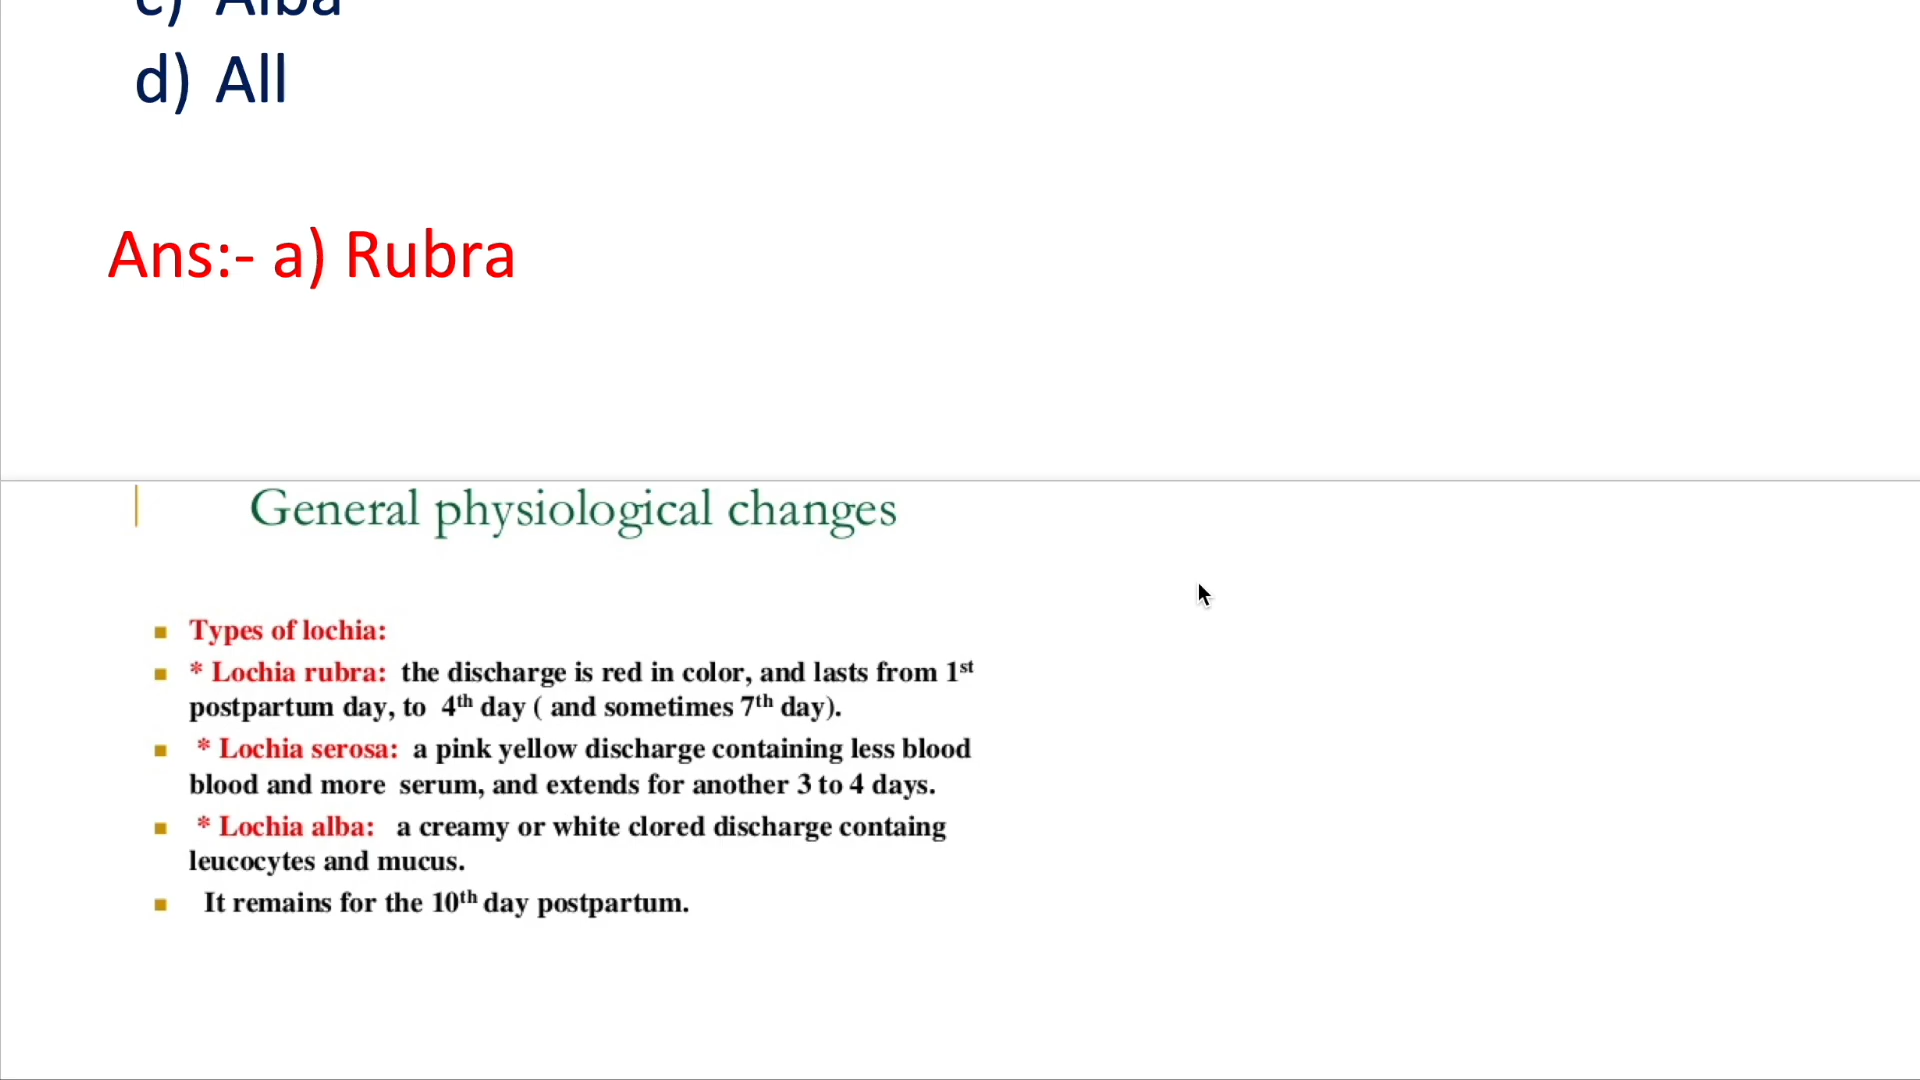 c) Alba
d) All
Ans:- a) Rubra
General physiological changes
Types of lochia:
* Lochia rubra: the discharge is red in color, and lasts from 1st
postpartum day, to 4th day ( and sometimes 7th day).
* Lochia serosa: a pink yellow discharge containing less blood
blood and more serum, and extends for another 3 to 4 days.
* Lochia alba: a creamy or white clored discharge containg
leucocytes and mucus.
It remains for the 10th day postpartum.